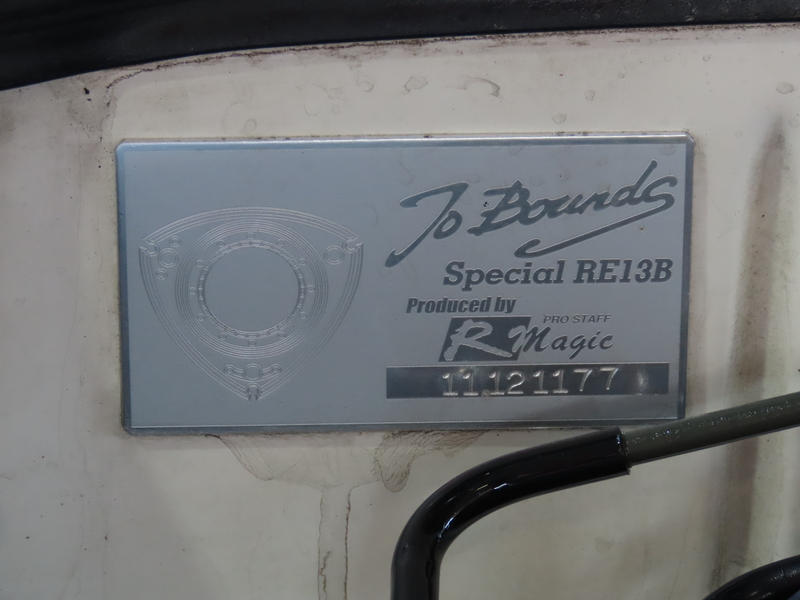 To Bounds
Special RE13B
Produced by
PRO STAFF
R Magic
11121177